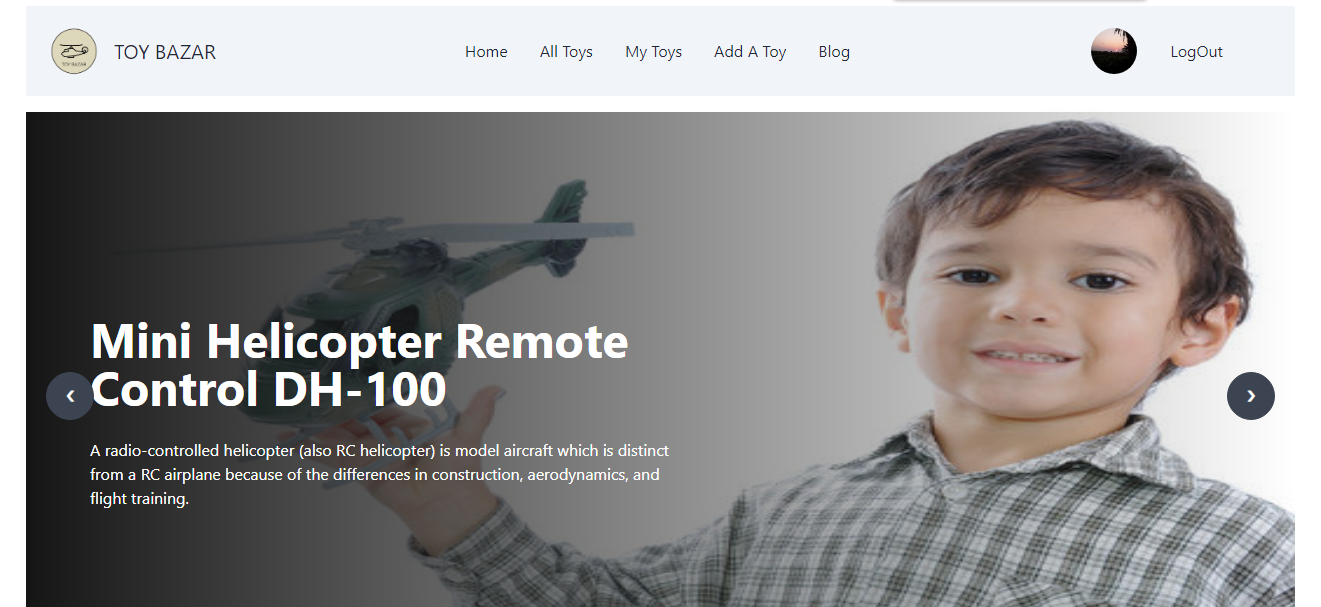 TOY BAZAR
TOY BAZAR Home All Toys My Toys Add A Toy Blog LogOut
Mini Helicopter Remote
Control DH-100
A radio-controlled helicopter (also RC helicopter) is model aircraft which is distinct
from a RC airplane because of the differences in construction, aerodynamics, and
flight training.